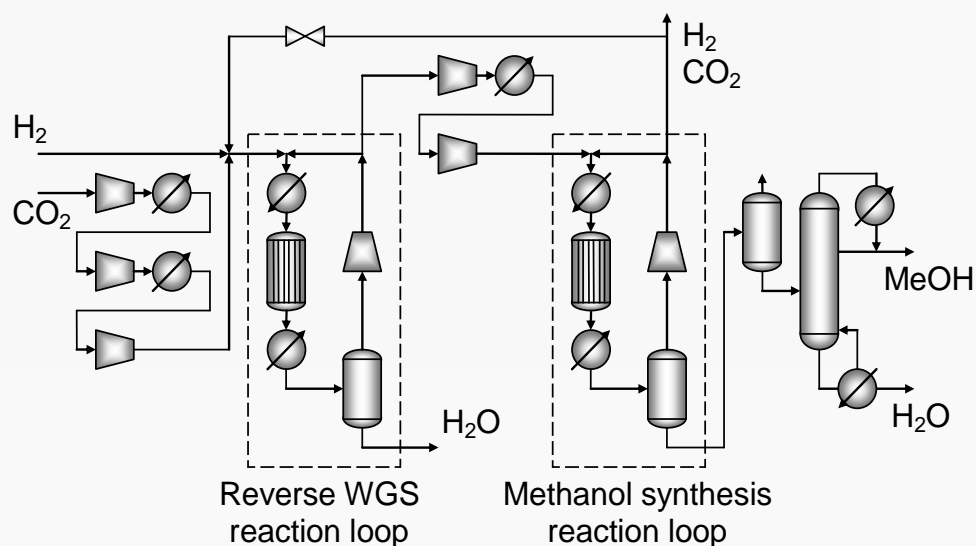 H₂
CO₂
H₂
CO₂
MeOH
H₂O
H₂O
Reverse WGS
reaction loop
Methanol synthesis
reaction loop